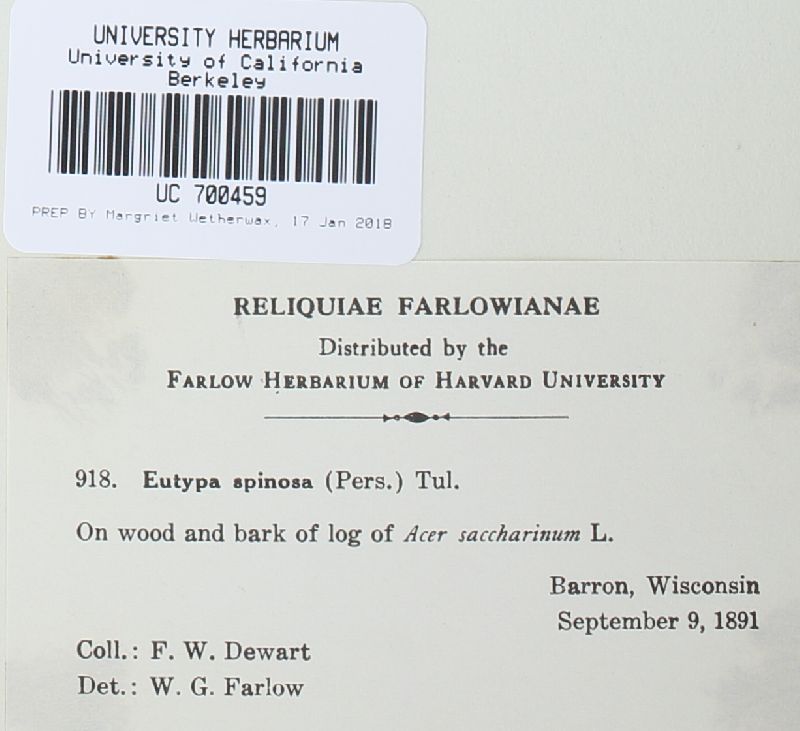 UNIVERSITY HERBARIUM
University of California
Berkeley
UC 700459
PREP BY Margriet Wetherwax, 17 Jan 2018
RELIQUIAE FARLOWIANAE
Distributed by the
FARLOW HERBARIUM OF HARVARD UNIVERSITY
918. Eutypa spinosa (Pers.) Tul.
On wood and bark of log of Acer saccharinum L.
Barron, Wisconsin
September 9, 1891
Coll.: F. W. Dewart
Det.: W. G. Farlow